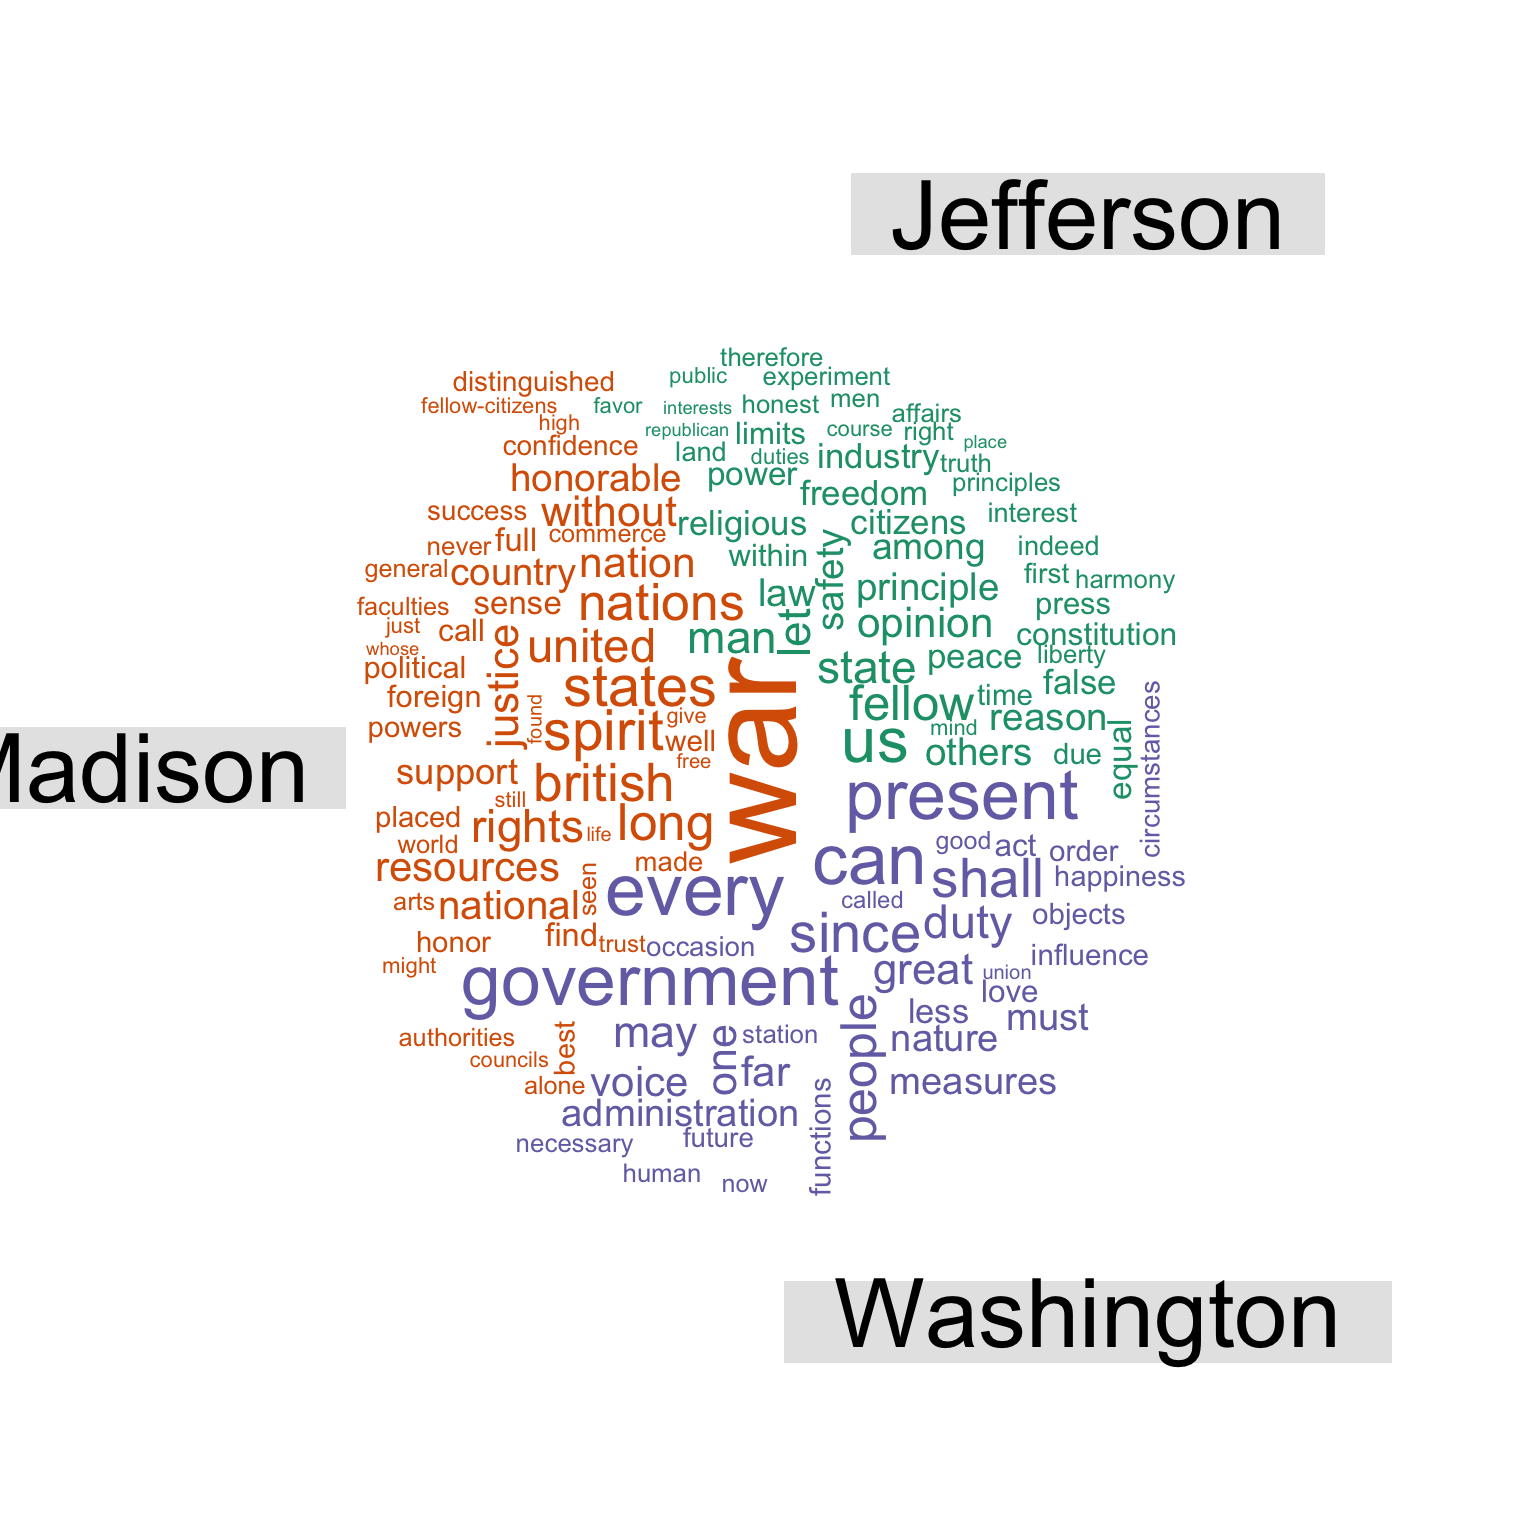 Jefferson
therefore
public
experiment
distinguished
fellow-citizens
favor
interests
honest
men
affairs
high
republican
limits
course
right
place
confidence
land
duties
industry
truth
honorable
power
freedom
principles
success
without
religious
citizens
interest
never
full
commerce
within
safety
among
indeed
general
country
nation
law
principle
first
harmony
faculties
sense
nations
let
opinion
press
just
call
united
man
constitution
whose
political
justice
states
state
peace
liberty
foreign
found
give
war
fellow
time
false
powers
spirit
well
free
us
mind
reason
others
due
equal
circumstances
Madison
support
british
still
present
placed
rights
life
long
world
made
can
good
act
order
resources
seen
every
called
shall
happiness
arts
national
since
duty
objects
honor
find
trust
occasion
influence
might
government
great
union
love
people
less
must
authorities
best
may
one
station
nature
councils
alone
voice
far
measures
administration
functions
necessary
future
human
now
Washington